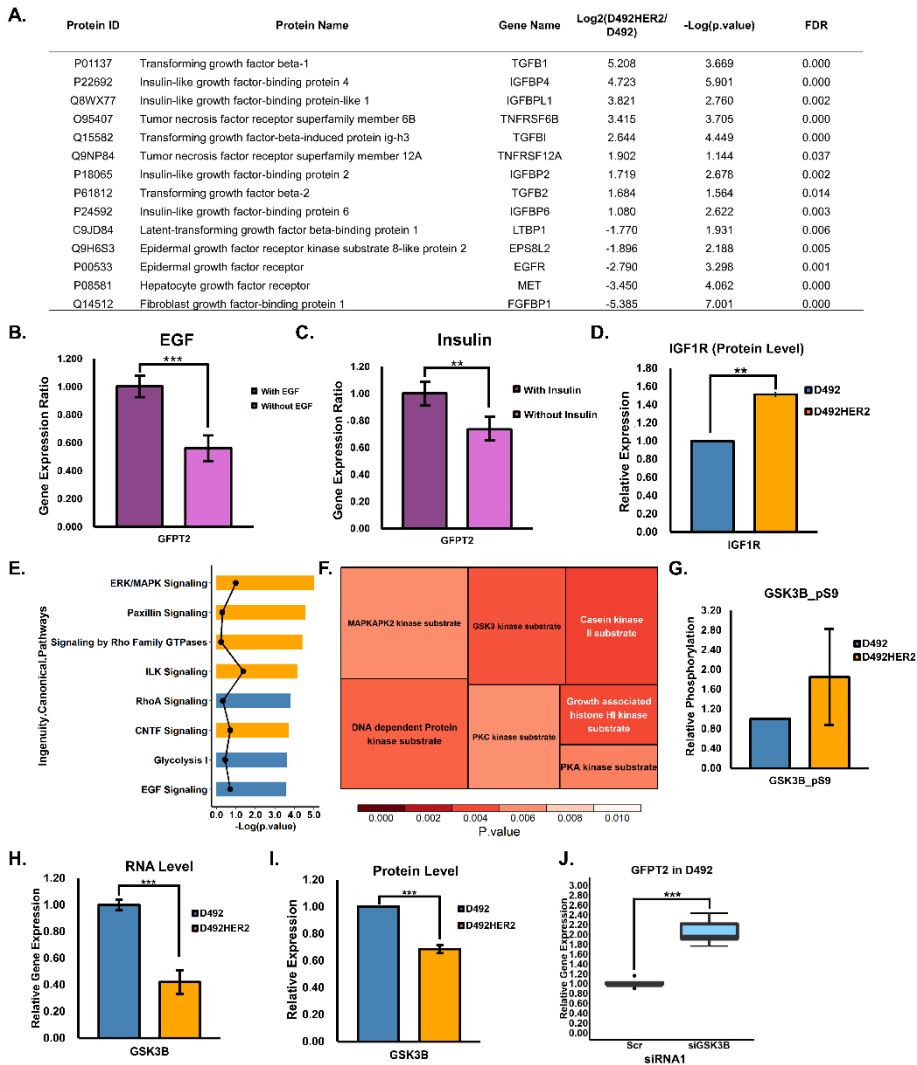 A.
Protein ID Protein Name Gene Name Log2(D492HER2/D492) -Log(p.value) FDR
P01137 Transforming growth factor beta-1 TGFB1 5.208 3.669 0.000
P22692 Insulin-like growth factor-binding protein 4 IGFBP4 4.723 5.901 0.000
Q8WX77 Insulin-like growth factor-binding protein-like 1 IGFBPL1 3.821 2.760 0.002
O95407 Tumor necrosis factor receptor superfamily member 6B TNFRSF6B 3.415 3.705 0.000
Q15582 Transforming growth factor-beta-induced protein ig-h3 TGFBI 2.644 4.449 0.000
Q9NP84 Tumor necrosis factor receptor superfamily member 12A TNFRSF12A 1.902 1.144 0.037
P18065 Insulin-like growth factor-binding protein 2 IGFBP2 1.719 2.678 0.002
P61812 Transforming growth factor beta-2 TGFB2 1.684 1.564 0.014
P24592 Insulin-like growth factor-binding protein 6 IGFBP6 1.080 2.622 0.003
C9JD84 Latent-transforming growth factor beta-binding protein 1 LTBP1 -1.770 1.931 0.006
Q9H6S3 Epidermal growth factor receptor kinase substrate 8-like protein 2 EPS8L2 -1.896 2.188 0.005
P00533 Epidermal growth factor receptor EGFR -2.790 3.298 0.001
P08581 Hepatocyte growth factor receptor MET -3.450 4.062 0.000
Q14512 Fibroblast growth factor-binding protein 1 FGFBP1 -5.385 7.001 0.000
B.
EGF
Gene Expression Ratio
1.200
1.000
0.800
0.600
0.400
0.200
0.000
***
With EGF
Without EGF
GFPT2
C.
Insulin
Gene Expression Ratio
1.20
1.00
0.80
0.60
0.40
0.20
0.00
**
With Insulin
Without Insulin
GFPT2
D.
IGF1R (Protein Level)
Relative Expression
1.80
1.60
1.40
1.20
1.00
0.80
0.60
0.40
0.20
0.00
**
D492
D492HER2
IGF1R
E.
Ingenuity.Canonical.Pathways
ERK/MAPK Signaling
Paxillin Signaling
Signaling by Rho Family GTPases
ILK Signaling
RhoA Signaling
CNTF Signaling
Glycolysis I
EGF Signaling
0.0 1.0 2.0 3.0 4.0 5.0
-Log(p.value)
F.
MAPKAPK2 kinase substrate
GSK3 kinase substrate
Casein kinase
II substrate
DNA dependent Protein
kinase substrate
PKC kinase substrate
Growth associated
histone HI kinase
substrate
PKA kinase substrate
0.000 0.002 0.004 0.006 0.008 0.010
P.value
G.
GSK3B_pS9
Relative Phosphorylation
3.20
2.80
2.40
2.00
1.60
1.20
0.80
0.40
0.00
D492
D492HER2
GSK3B_pS9
H.
RNA Level
Relative Gene Expression
1.20
1.00
0.80
0.60
0.40
0.20
0.00
***
D492
D492HER2
GSK3B
I.
Protein Level
Relative Expression
1.20
1.00
0.80
0.60
0.40
0.20
0.00
***
D492
D492HER2
GSK3B
J.
GFPT2 in D492
Relative Gene Expression
3.00
2.80
2.60
2.40
2.20
2.00
1.80
1.60
1.40
1.20
1.00
0.80
0.60
0.40
0.20
0.00
***
Scr siGSK3B
siRNA1